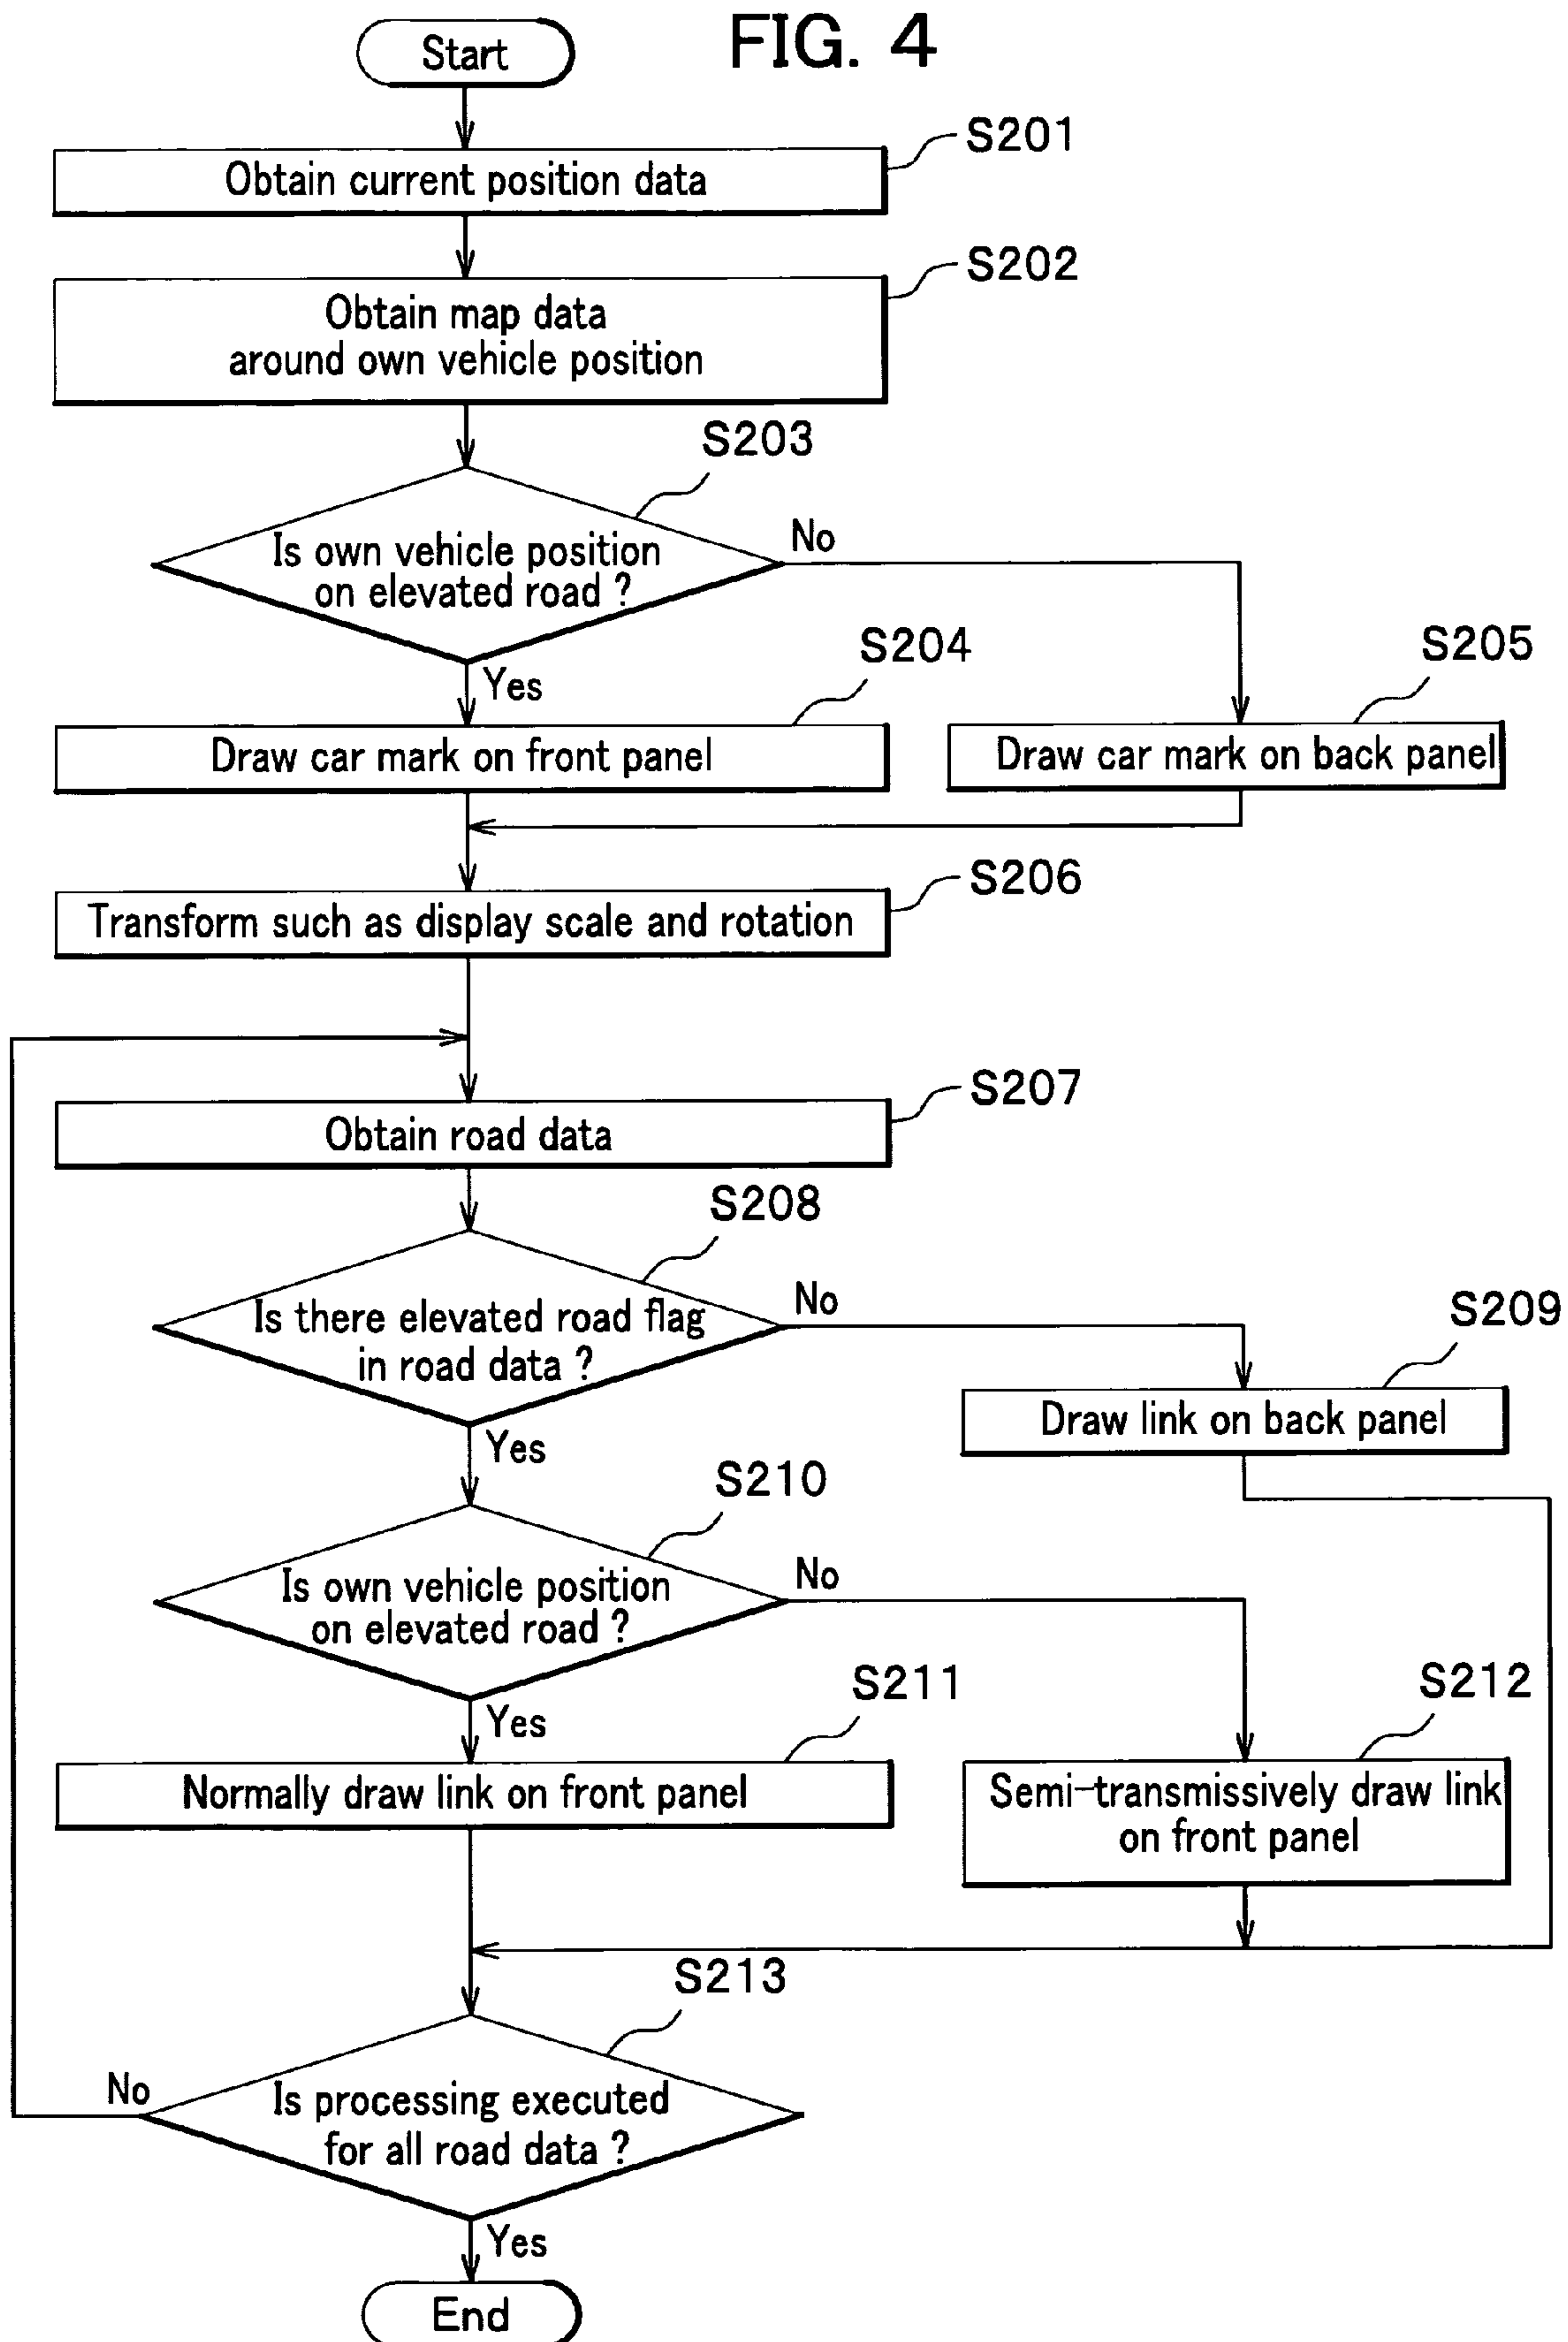 FIG. 4
Start
S201
Obtain current position data
S202
Obtain map data
around own vehicle position
S203
Is own vehicle position
on elevated road ?
No
Yes
S204
Draw car mark on front panel
S205
Draw car mark on back panel
S206
Transform such as display scale and rotation
S207
Obtain road data
S208
Is there elevated road flag
in road data ?
No
Yes
S209
Draw link on back panel
S210
Is own vehicle position
on elevated road ?
No
Yes
S211
Normally draw link on front panel
S212
Semi-transmissively draw link
on front panel
S213
Is processing executed
for all road data ?
No
Yes
End